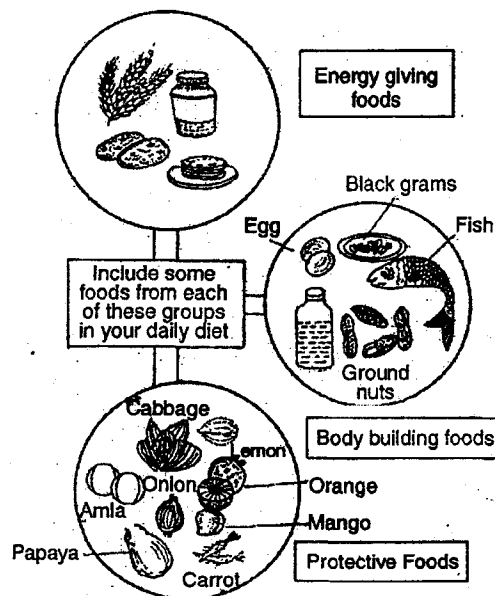 Energy giving
foods
Black grams
Egg
Fish
Include some
foods from each
of these groups
in your daily diet
Ground
nuts
Cabbage
Body building foods
emon
Onion
Orange
Amla
Mango
Papaya
Carrot
Protective Foods